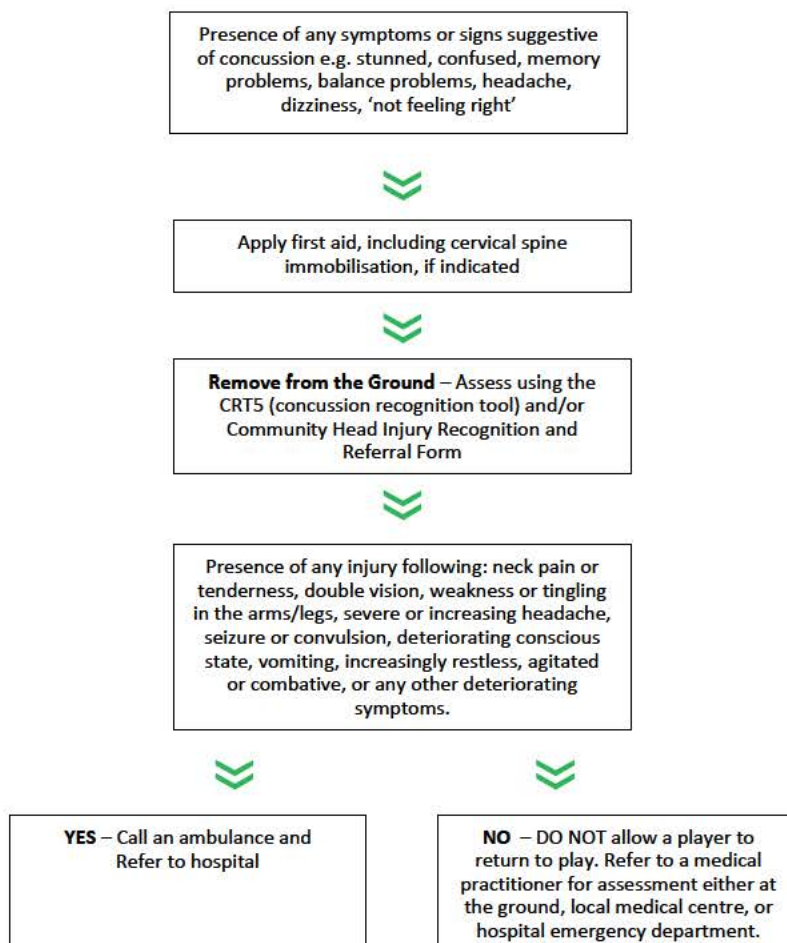 Presence of any symptoms or signs suggestive
of concussion e.g. stunned, confused, memory
problems, balance problems, headache,
dizziness, ‘not feeling right’
Apply first aid, including cervical spine
immobilisation, if indicated
Remove from the Ground – Assess using the
CRT5 (concussion recognition tool) and/or
Community Head Injury Recognition and
Referral Form
Presence of any injury following: neck pain or
tenderness, double vision, weakness or tingling
in the arms/legs, severe or increasing headache,
seizure or convulsion, deteriorating conscious
state, vomiting, increasingly restless, agitated
or combative, or any other deteriorating
symptoms.
YES – Call an ambulance and
Refer to hospital
NO – DO NOT allow a player to
return to play. Refer to a medical
practitioner for assessment either at
the ground, local medical centre, or
hospital emergency department.